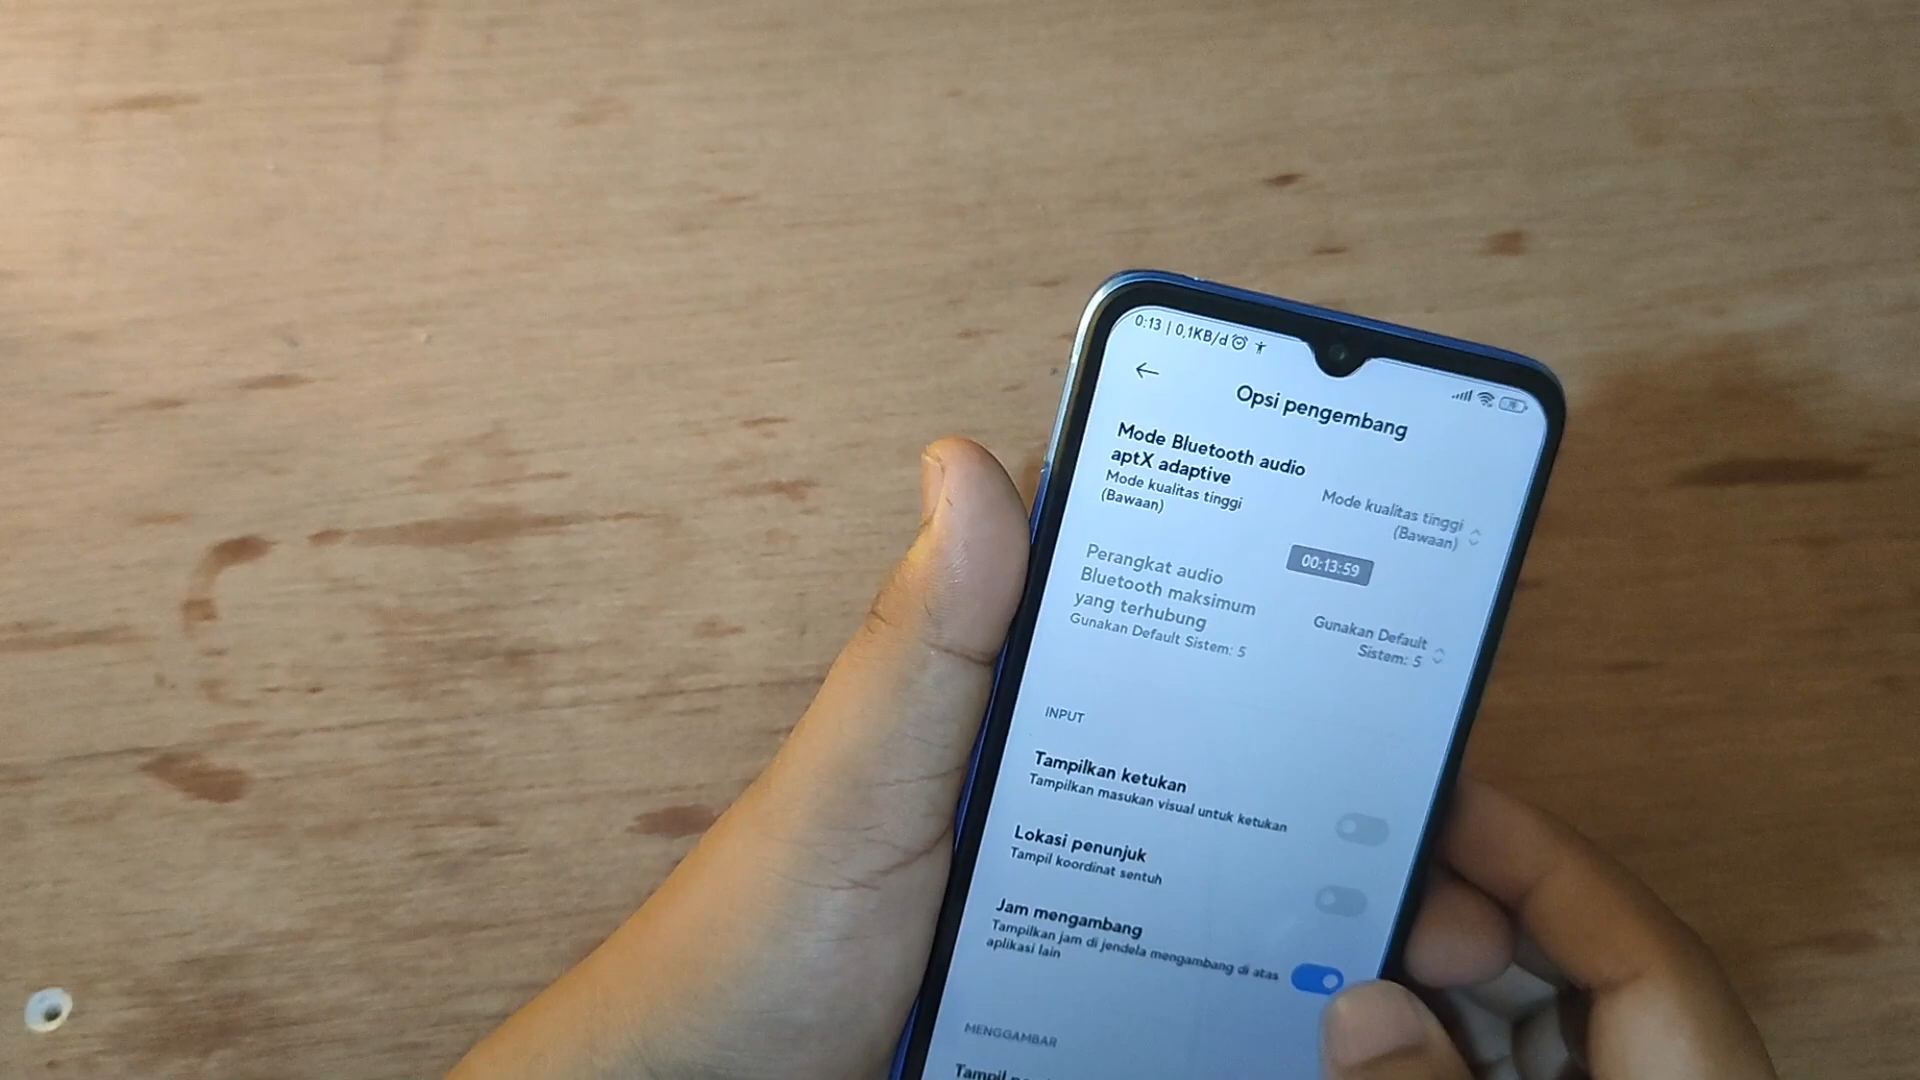 0:13 | 0,1KB/d
Opsi pengembang
Mode Bluetooth audio
aptX adaptive
Mode kualitas tinggi
(Bawaan)
Mode kualitas tinggi
(Bawaan)
00:13:59
Perangkat audio
Bluetooth maksimum
yang terhubung
Gunakan Default Sistem: 5
Gunakan Default
Sistem: 5
INPUT
Tampilkan ketukan
Tampilkan masukan visual untuk ketukan
Lokasi penunjuk
Tampil koordinat sentuh
Jam mengambang
Tampilkan jam di jendela mengambang di atas
aplikasi lain
MENGGAMBAR
Tampil